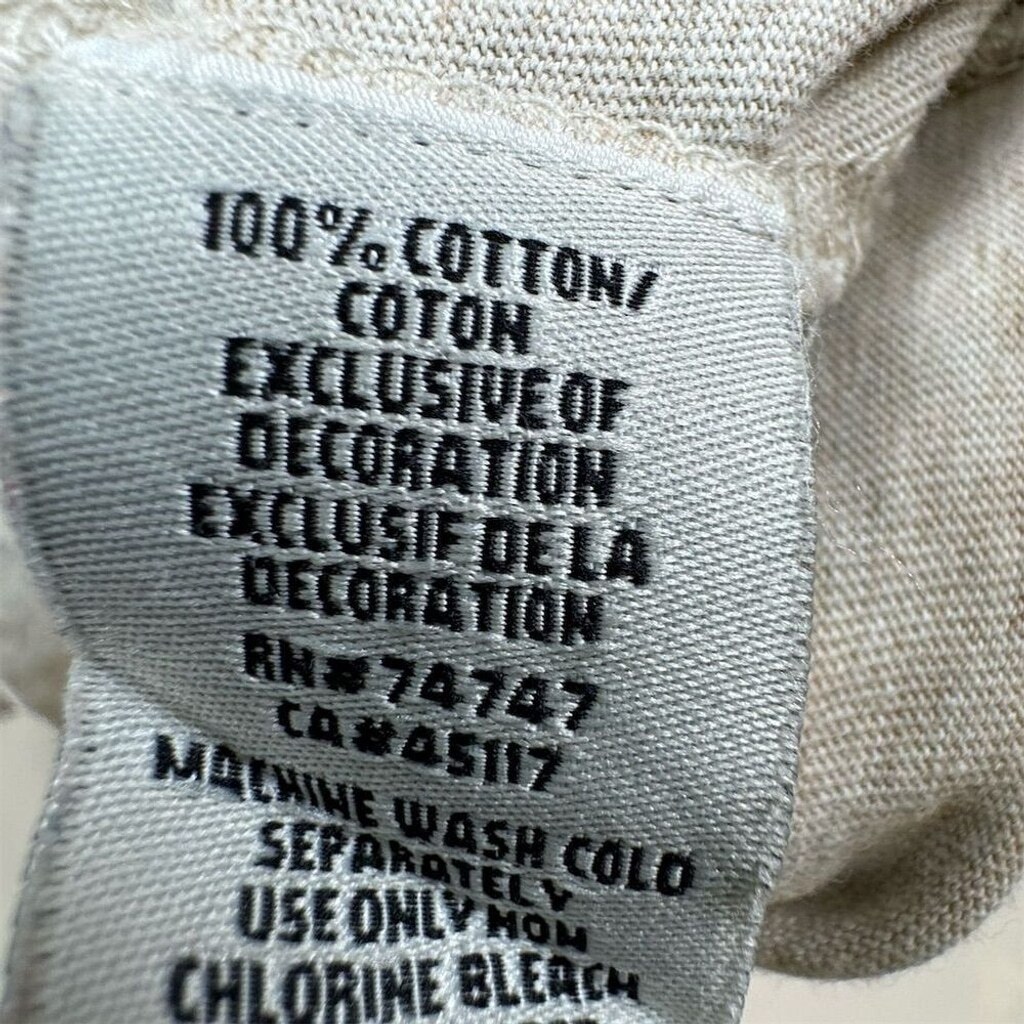 100% COTTON/
COTON
EXCLUSIVE OF
DECORATION
EXCLUSIF DE LA
DECORATION
RN# 74747
CA#45117
MACHINE WASH COLD
SEPARATELY
USE ONLY NON
CHLORINE BLEACH